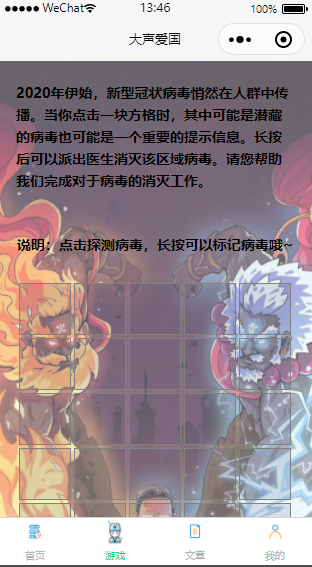 WeChat 13:46 100%
大声爱国
2020年伊始，新型冠状病毒悄然在人群中传
播。当你点击一块方格时，其中可能是潜藏
的病毒也可能是一个重要的提示信息。长按
后可以派出医生消灭该区域病毒。请您帮助
我们完成对于病毒的消灭工作。
说明：点击探测病毒，长按可以标记病毒哦~
首页 游戏 文章 我的